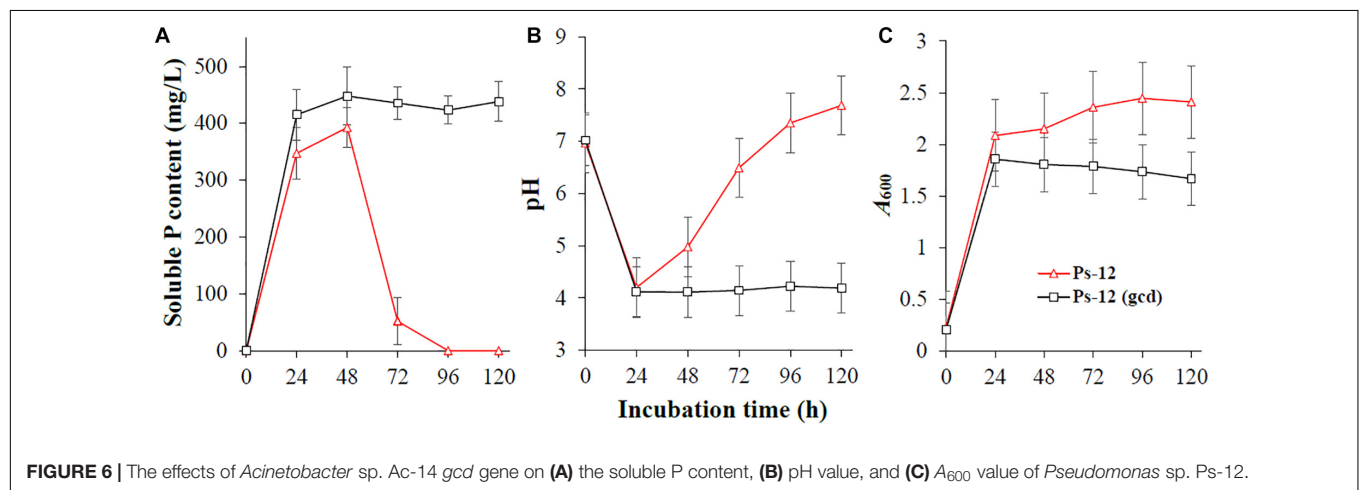 A
B
C
Soluble P content (mg/L)
500
400
300
200
100
0
0 24 48 72 96 120
pH
9
8
7
6
5
4
3
0 24 48 72 96 120
Incubation time (h)
A600
3
2.5
2
1.5
1
0.5
0
Ps-12
Ps-12 (gcd)
0 24 48 72 96 120
FIGURE 6 | The effects of Acinetobacter sp. Ac-14 gcd gene on (A) the soluble P content, (B) pH value, and (C) A600 value of Pseudomonas sp. Ps-12.